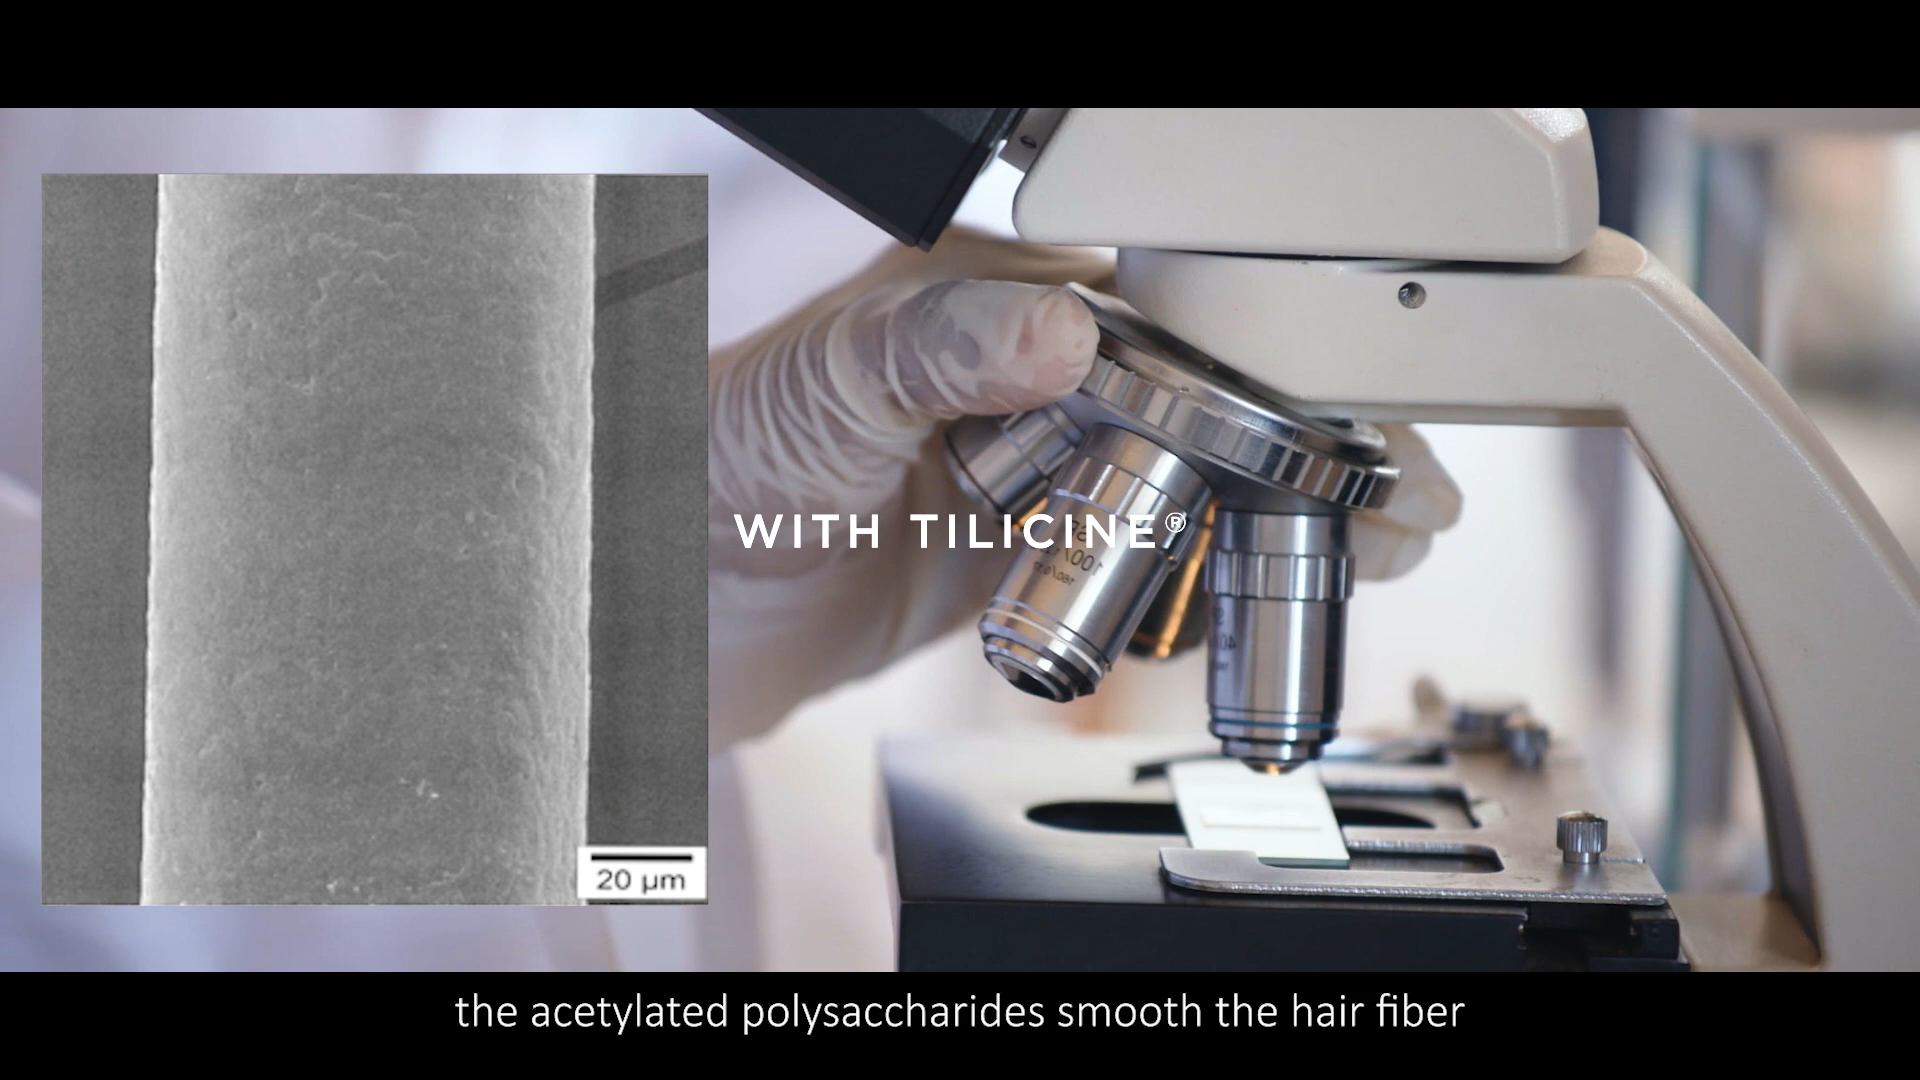 WITH TILICINE®
20 µm
the acetylated polysaccharides smooth the hair fiber